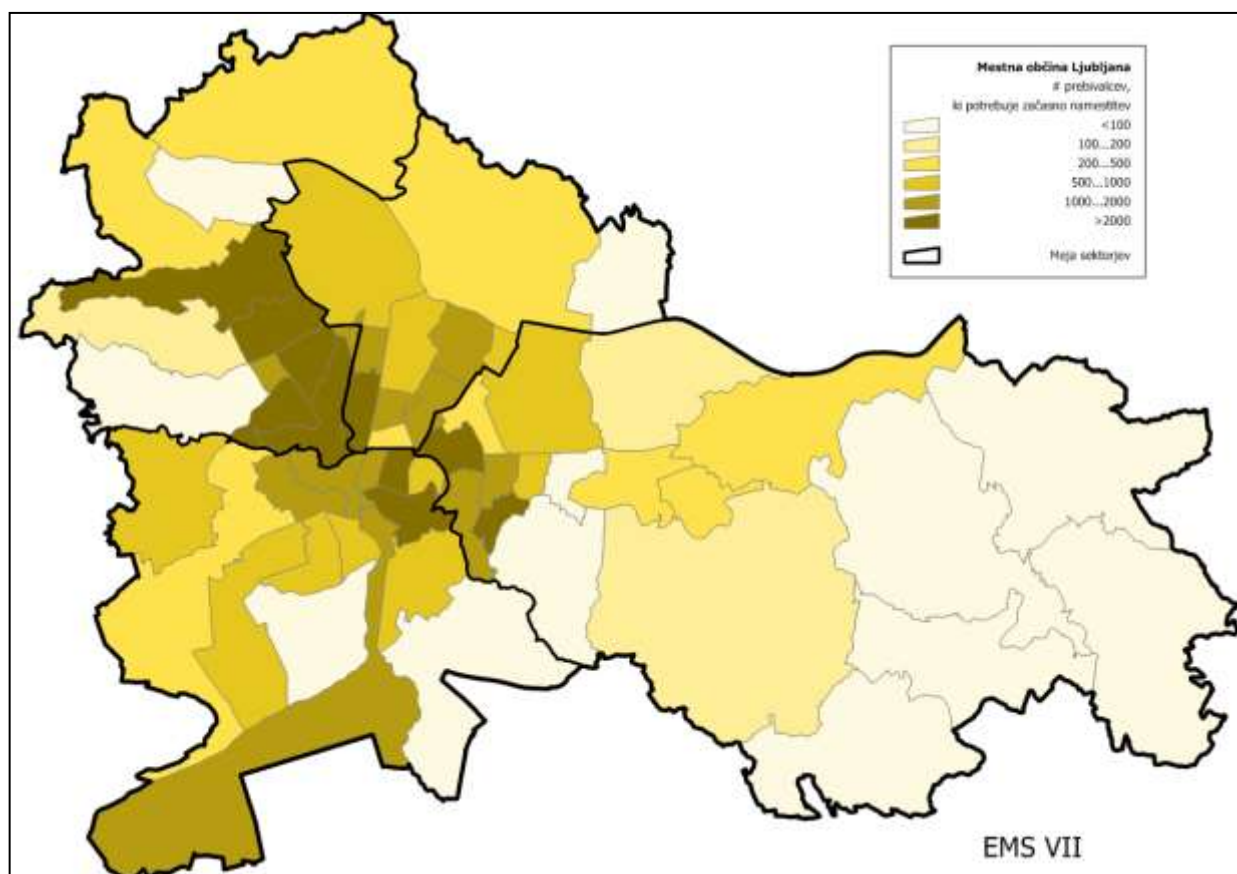 Mestna občina Ljubljana
# prebivalcev,
ki potrebuje začasno namestitev
<100
100...200
200...500
500...1000
1000...2000
>2000
Meja sektorjev
EMS VII